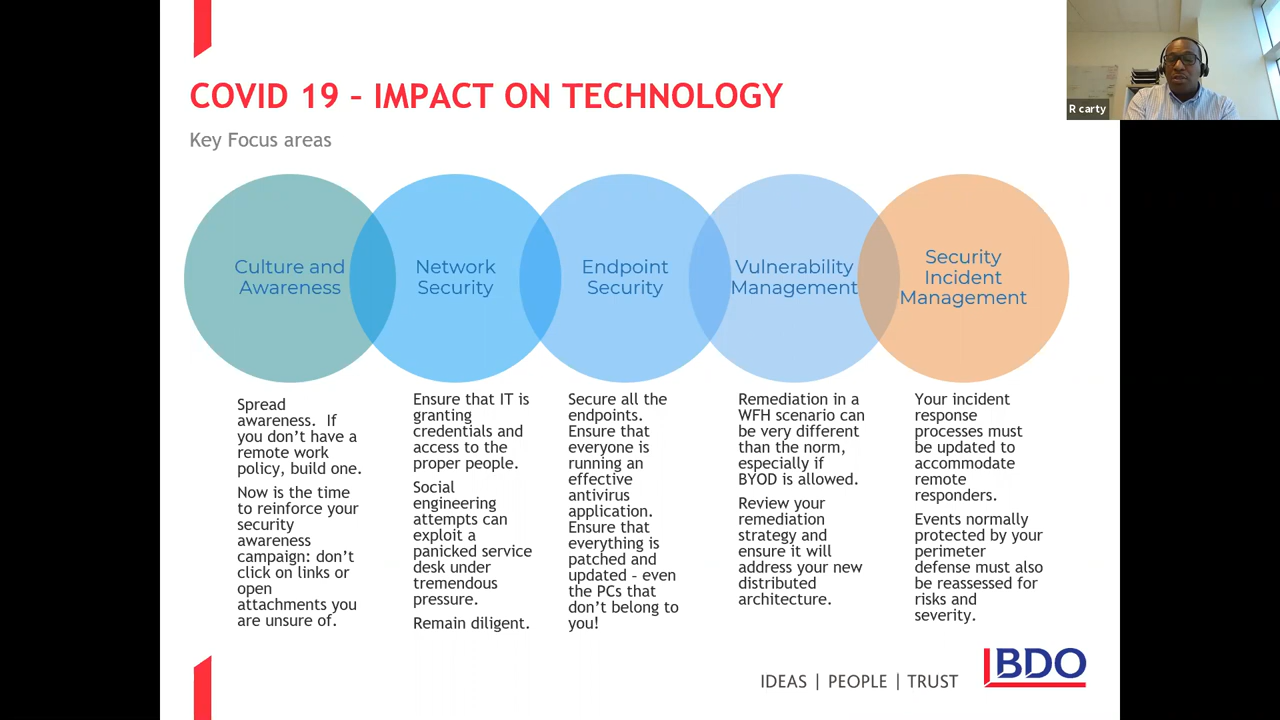 COVID 19 – IMPACT ON TECHNOLOGY
Key Focus areas
R carty
Culture and
Awareness
Network
Security
Endpoint
Security
Vulnerability
Management
Security
Incident
Management
Spread
awareness.  If
you don’t have a
remote work
policy, build one.
Now is the time
to reinforce your
security
awareness
campaign: don’t
click on links or
open
attachments you
are unsure of.
Ensure that IT is
granting
credentials and
access to the
proper people.
Social
engineering
attempts can
exploit a
panicked service
desk under
tremendous
pressure.
Remain diligent.
Secure all the
endpoints.
Ensure that
everyone is
running an
effective
antivirus
application.
Ensure that
everything is
patched and
updated – even
the PCs that
don’t belong to
you!
Remediation in a
WFH scenario can
be very different
than the norm,
especially if
BYOD is allowed.
Review your
remediation
strategy and
ensure it will
address your new
distributed
architecture.
Your incident
response
processes must
be updated to
accommodate
remote
responders.
Events normally
protected by your
perimeter
defense must also
be reassessed for
risks and
severity.
IDEAS | PEOPLE | TRUST
BDO